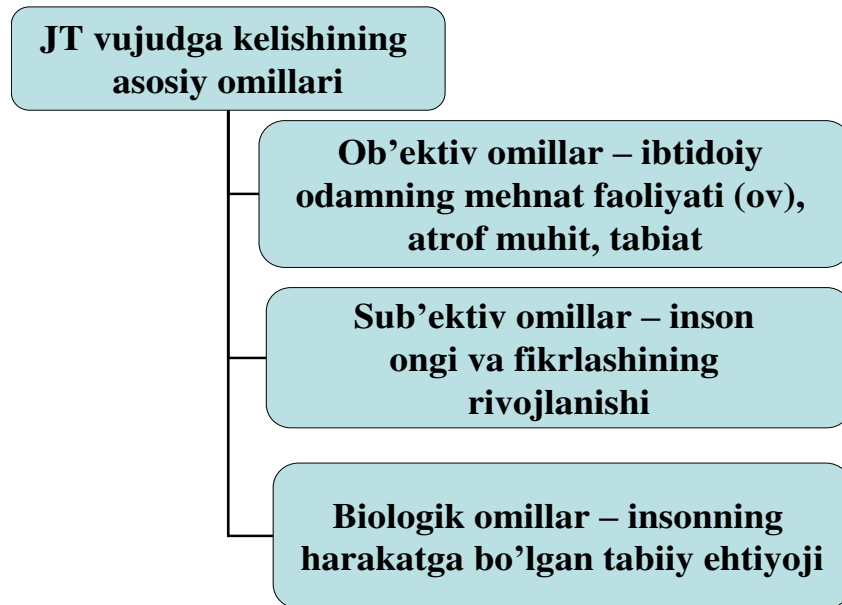 JT vujudga kelishining
asosiy omillari
Ob’ektiv omillar – ibtidoiy
odamning mehnat faoliyati (ov),
atrof muhit, tabiat
Sub’ektiv omillar – inson
ongi va fikrlashining
rivojlanishi
Biologik omillar – insonning
harakatga bo’lgan tabiiy ehtiyoji